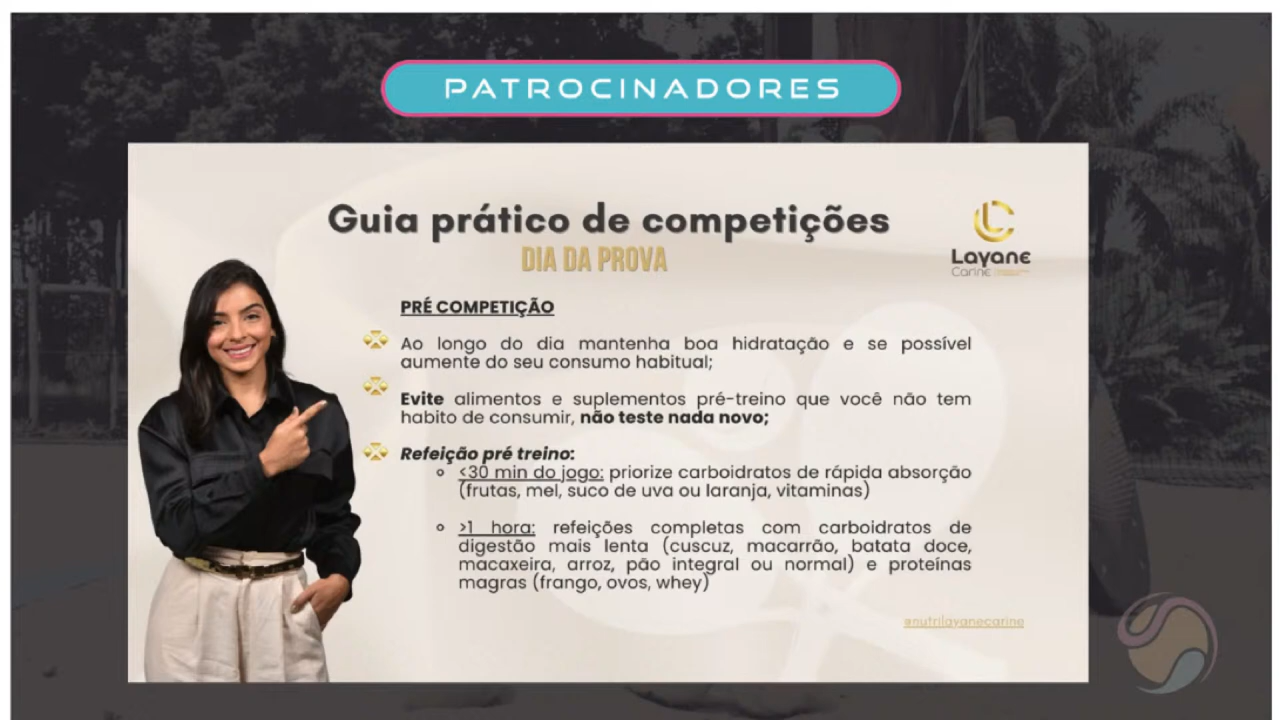 PATROCINADORES
Guia prático de competições
DIA DA PROVA
Layane
Carine
PRÉ COMPETIÇÃO
Ao longo do dia mantenha boa hidratação e se possível
aumente do seu consumo habitual;
Evite alimentos e suplementos pré-treino que você não tem
habito de consumir, não teste nada novo;
Refeição pré treino:
<30 min do jogo: priorize carboidratos de rápida absorção
(frutas, mel, suco de uva ou laranja, vitaminas)
>1 hora: refeições completas com carboidratos de
digestão mais lenta (cuscuz, macarrão, batata doce,
macaxeira, arroz, pão integral ou normal) e proteínas
magras (frango, ovos, whey)
@nutrilayanecarine